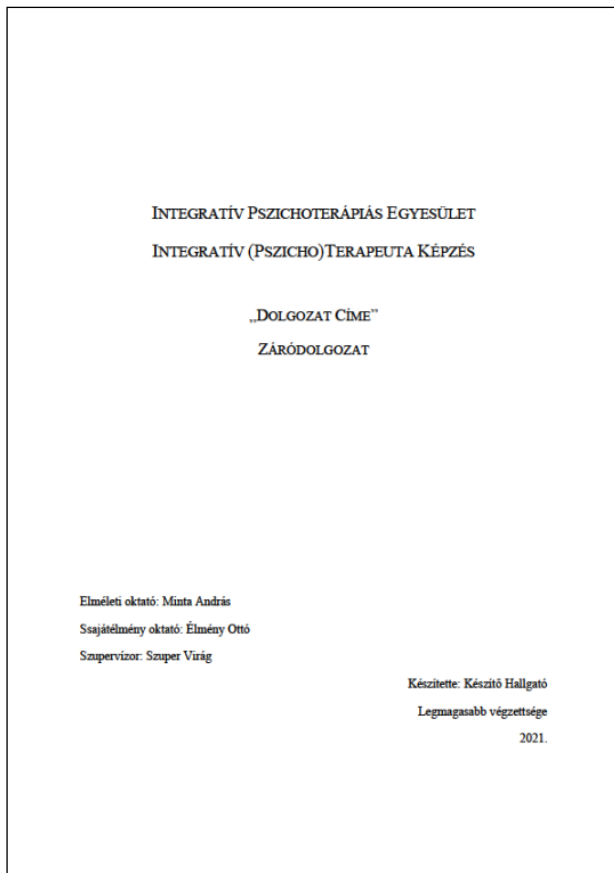 INTEGRATÍV PSZICHOTERÁPIÁS EGYESÜLET
INTEGRATÍV (PSZICHO)TERAPEUTA KÉPZÉS
„DOLGOZAT CÍME”
ZÁRÓDOLGOZAT
Elméleti oktató: Minta András
Ssajátélmény oktató: Élmény Ottó
Szupervízor: Szuper Virág
Készítette: Készítő Hallgató
Legmagasabb végzettsége
2021.